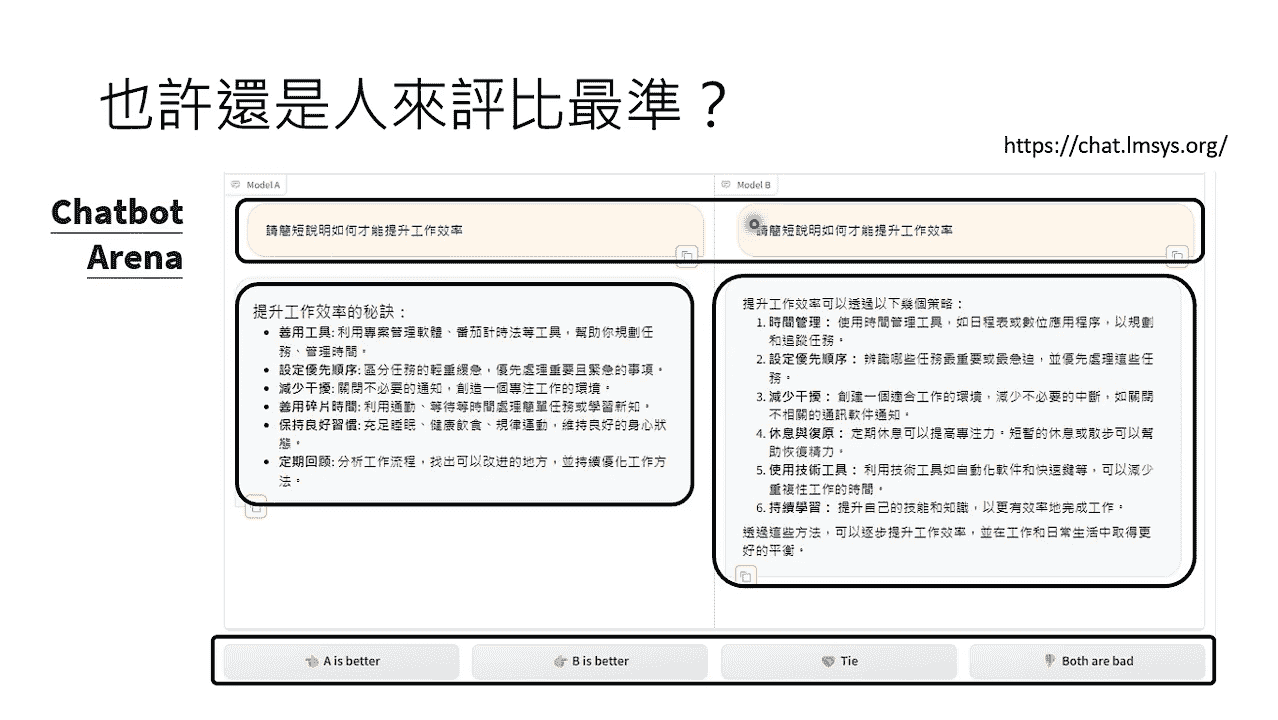 也許還是人來評比最準？
https://chat.lmsys.org/
Chatbot
Arena
Model A
Model B
請簡短說明如何才能提升工作效率
請簡短說明如何才能提升工作效率
提升工作效率的秘訣：
• 善用工具: 利用專案管理軟體、番茄計時法等工具，幫助你規劃任
務、管理時間。
• 設定優先順序: 區分任務的輕重緩急，優先處理重要且緊急的事項。
• 減少干擾: 關閉不必要的通知，創造一個專注工作的環境。
• 善用碎片時間: 利用通勤、等待等時間處理簡單任務或學習新知。
• 保持良好習慣: 充足睡眠、健康飲食、規律運動，維持良好的身心狀
態。
• 定期回顾: 分析工作流程，找出可以改进的地方，並持續優化工作方
法。
提升工作效率可以透過以下幾個策略：
1. 時間管理： 使用時間管理工具，如日程表或數位應用程序，以規劃
和追蹤任務。
2. 設定優先順序： 辨識哪些任務最重要或最急迫，並優先處理這些任
務。
3. 減少干擾： 創建一個適合工作的環境，減少不必要的中斷，如關閉
不相關的通訊軟件通知。
4. 休息與復原： 定期休息可以提高專注力。短暫的休息或散步可以幫
助恢復精力。
5. 使用技術工具： 利用技術工具如自動化軟件和快速鍵等，可以減少
重複性工作的時間。
6. 持續學習： 提升自己的技能和知識，以更有效率地完成工作。
透過這些方法，可以逐步提升工作效率，並在工作和日常生活中取得更
好的平衡。
A is better
B is better
Tie
Both are bad